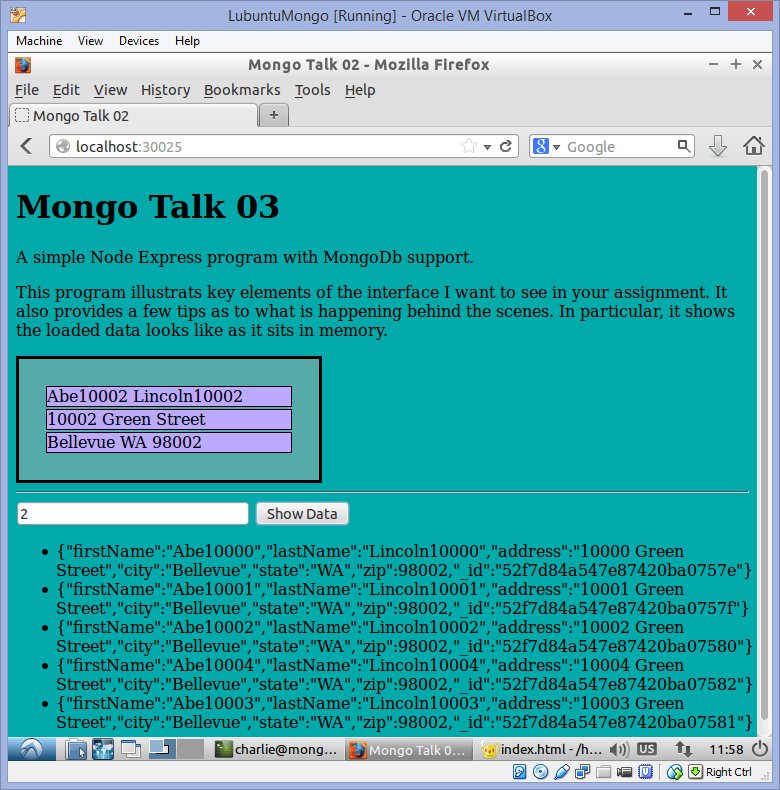 LubuntuMongo [Running] - Oracle VM VirtualBox
Machine View Devices Help
Mongo Talk 02 - Mozilla Firefox
File Edit View History Bookmarks Tools Help
Mongo Talk 02
localhost:30025 Google
Mongo Talk 03
A simple Node Express program with MongoDb support.
This program illustrats key elements of the interface I want to see in your assignment. It
also provides a few tips as to what is happening behind the scenes. In particular, it shows
the loaded data looks like as it sits in memory.
Abe10002 Lincoln10002
10002 Green Street
Bellevue WA 98002
2 Show Data
• {"firstName":"Abe10000","lastName":"Lincoln10000","address":"10000 Green
Street","city":"Bellevue","state":"WA","zip":98002,"_id":"52f7d84a547e87420ba0757e"}
• {"firstName":"Abe10001","lastName":"Lincoln10001","address":"10001 Green
Street","city":"Bellevue","state":"WA","zip":98002,"_id":"52f7d84a547e87420ba0757f"}
• {"firstName":"Abe10002","lastName":"Lincoln10002","address":"10002 Green
Street","city":"Bellevue","state":"WA","zip":98002,"_id":"52f7d84a547e87420ba07580"}
• {"firstName":"Abe10004","lastName":"Lincoln10004","address":"10004 Green
Street","city":"Bellevue","state":"WA","zip":98002,"_id":"52f7d84a547e87420ba07582"}
• {"firstName":"Abe10003","lastName":"Lincoln10003","address":"10003 Green
Street","city":"Bellevue","state":"WA","zip":98002,"_id":"52f7d84a547e87420ba07581"}
charlie@mong... Mongo Talk 0... index.html - /h... US 11:58
Right Ctrl